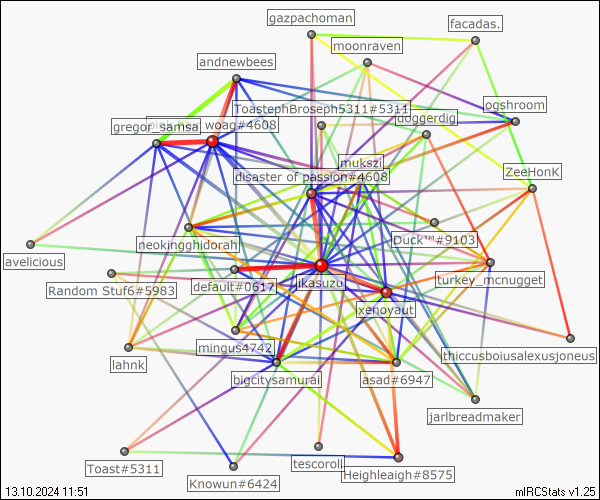 gazpachoman
facadas.
moonraven
andnewbees
ogshroom
ToastephBroseph5311#5311
doggerdig
gregor_samsa
woag#4608
mukszi
ZeeHonK
disaster of passion#4608
Duck™#9103
neokingghidorah
avelicious
turkey_mcnugget
Random Stuf6#5983
default#0617
ikasuzu
xenoyaut
mingus4742
thiccusboiusalexusjoneus
lahnk
bigcitysamurai
asad#6947
jarlbreadmaker
Toast#5311
tescoroll
Heighleaigh#8575
Knowun#6424
13.10.2024 11:51
mIRCStats v1.25